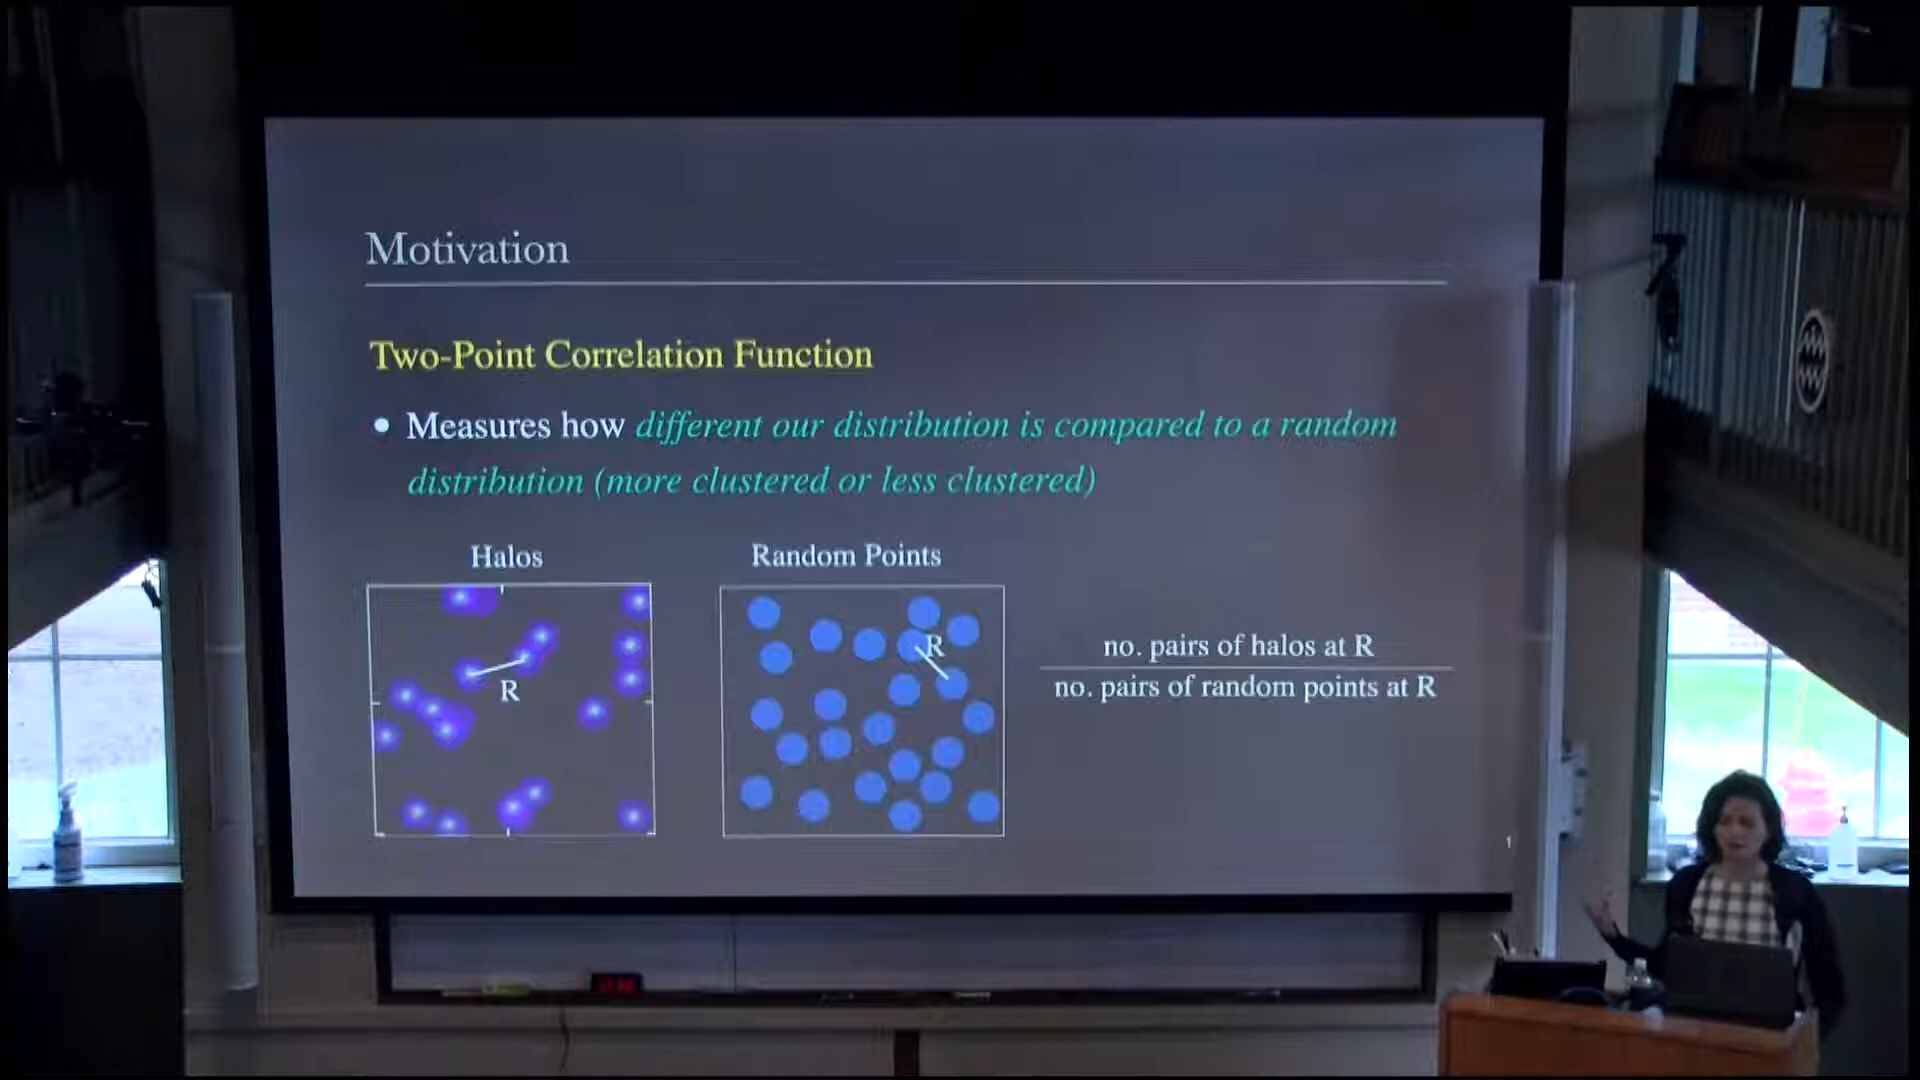 Motivation
Two-Point Correlation Function
• Measures how different our distribution is compared to a random
distribution (more clustered or less clustered)
Halos
Random Points
R
R
no. pairs of halos at R
no. pairs of random points at R
1